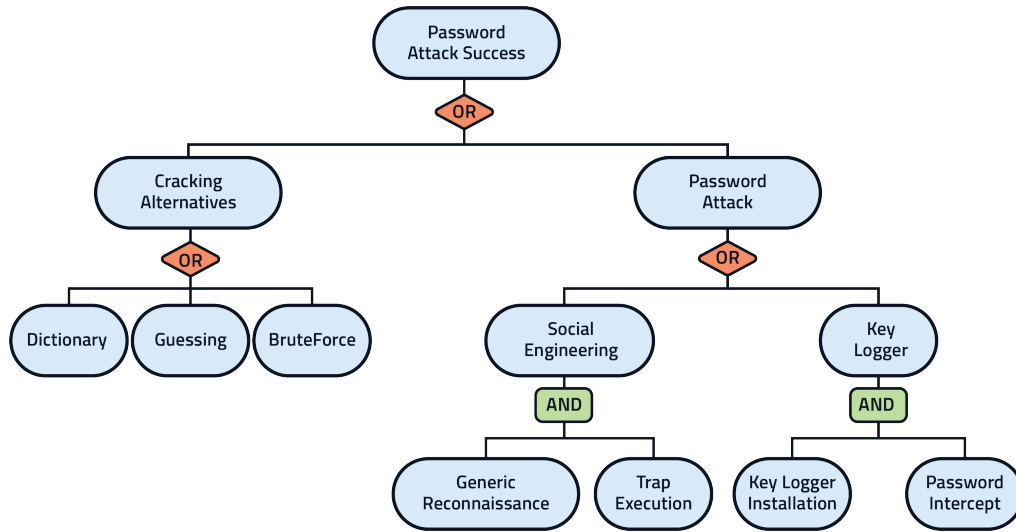 Password
Attack Success
OR
Cracking
Alternatives
Password
Attack
OR
OR
Dictionary
Guessing
BruteForce
Social
Engineering
Key
Logger
AND
AND
Generic
Reconnaissance
Trap
Execution
Key Logger
Installation
Password
Intercept